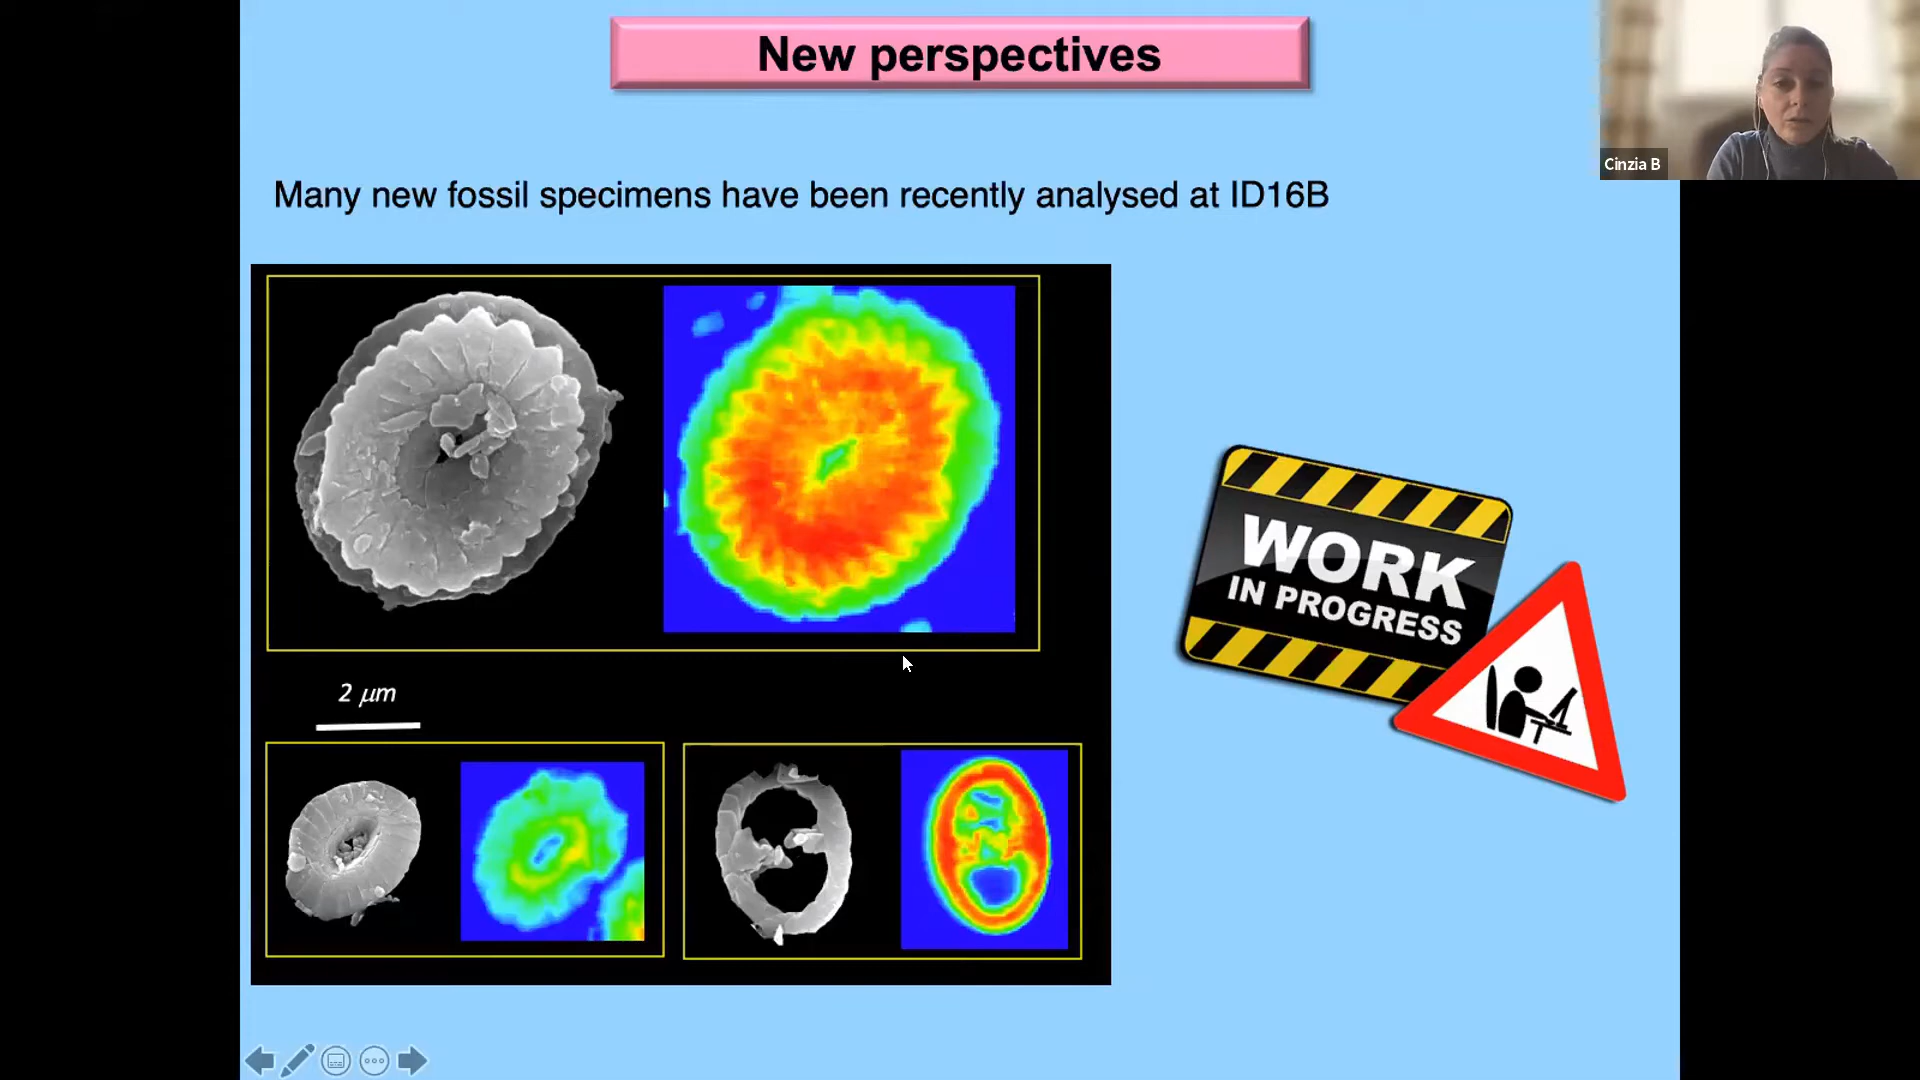 New perspectives
Cinzia B
Many new fossil specimens have been recently analysed at ID16B
2 μm
WORK
IN PROGRESS